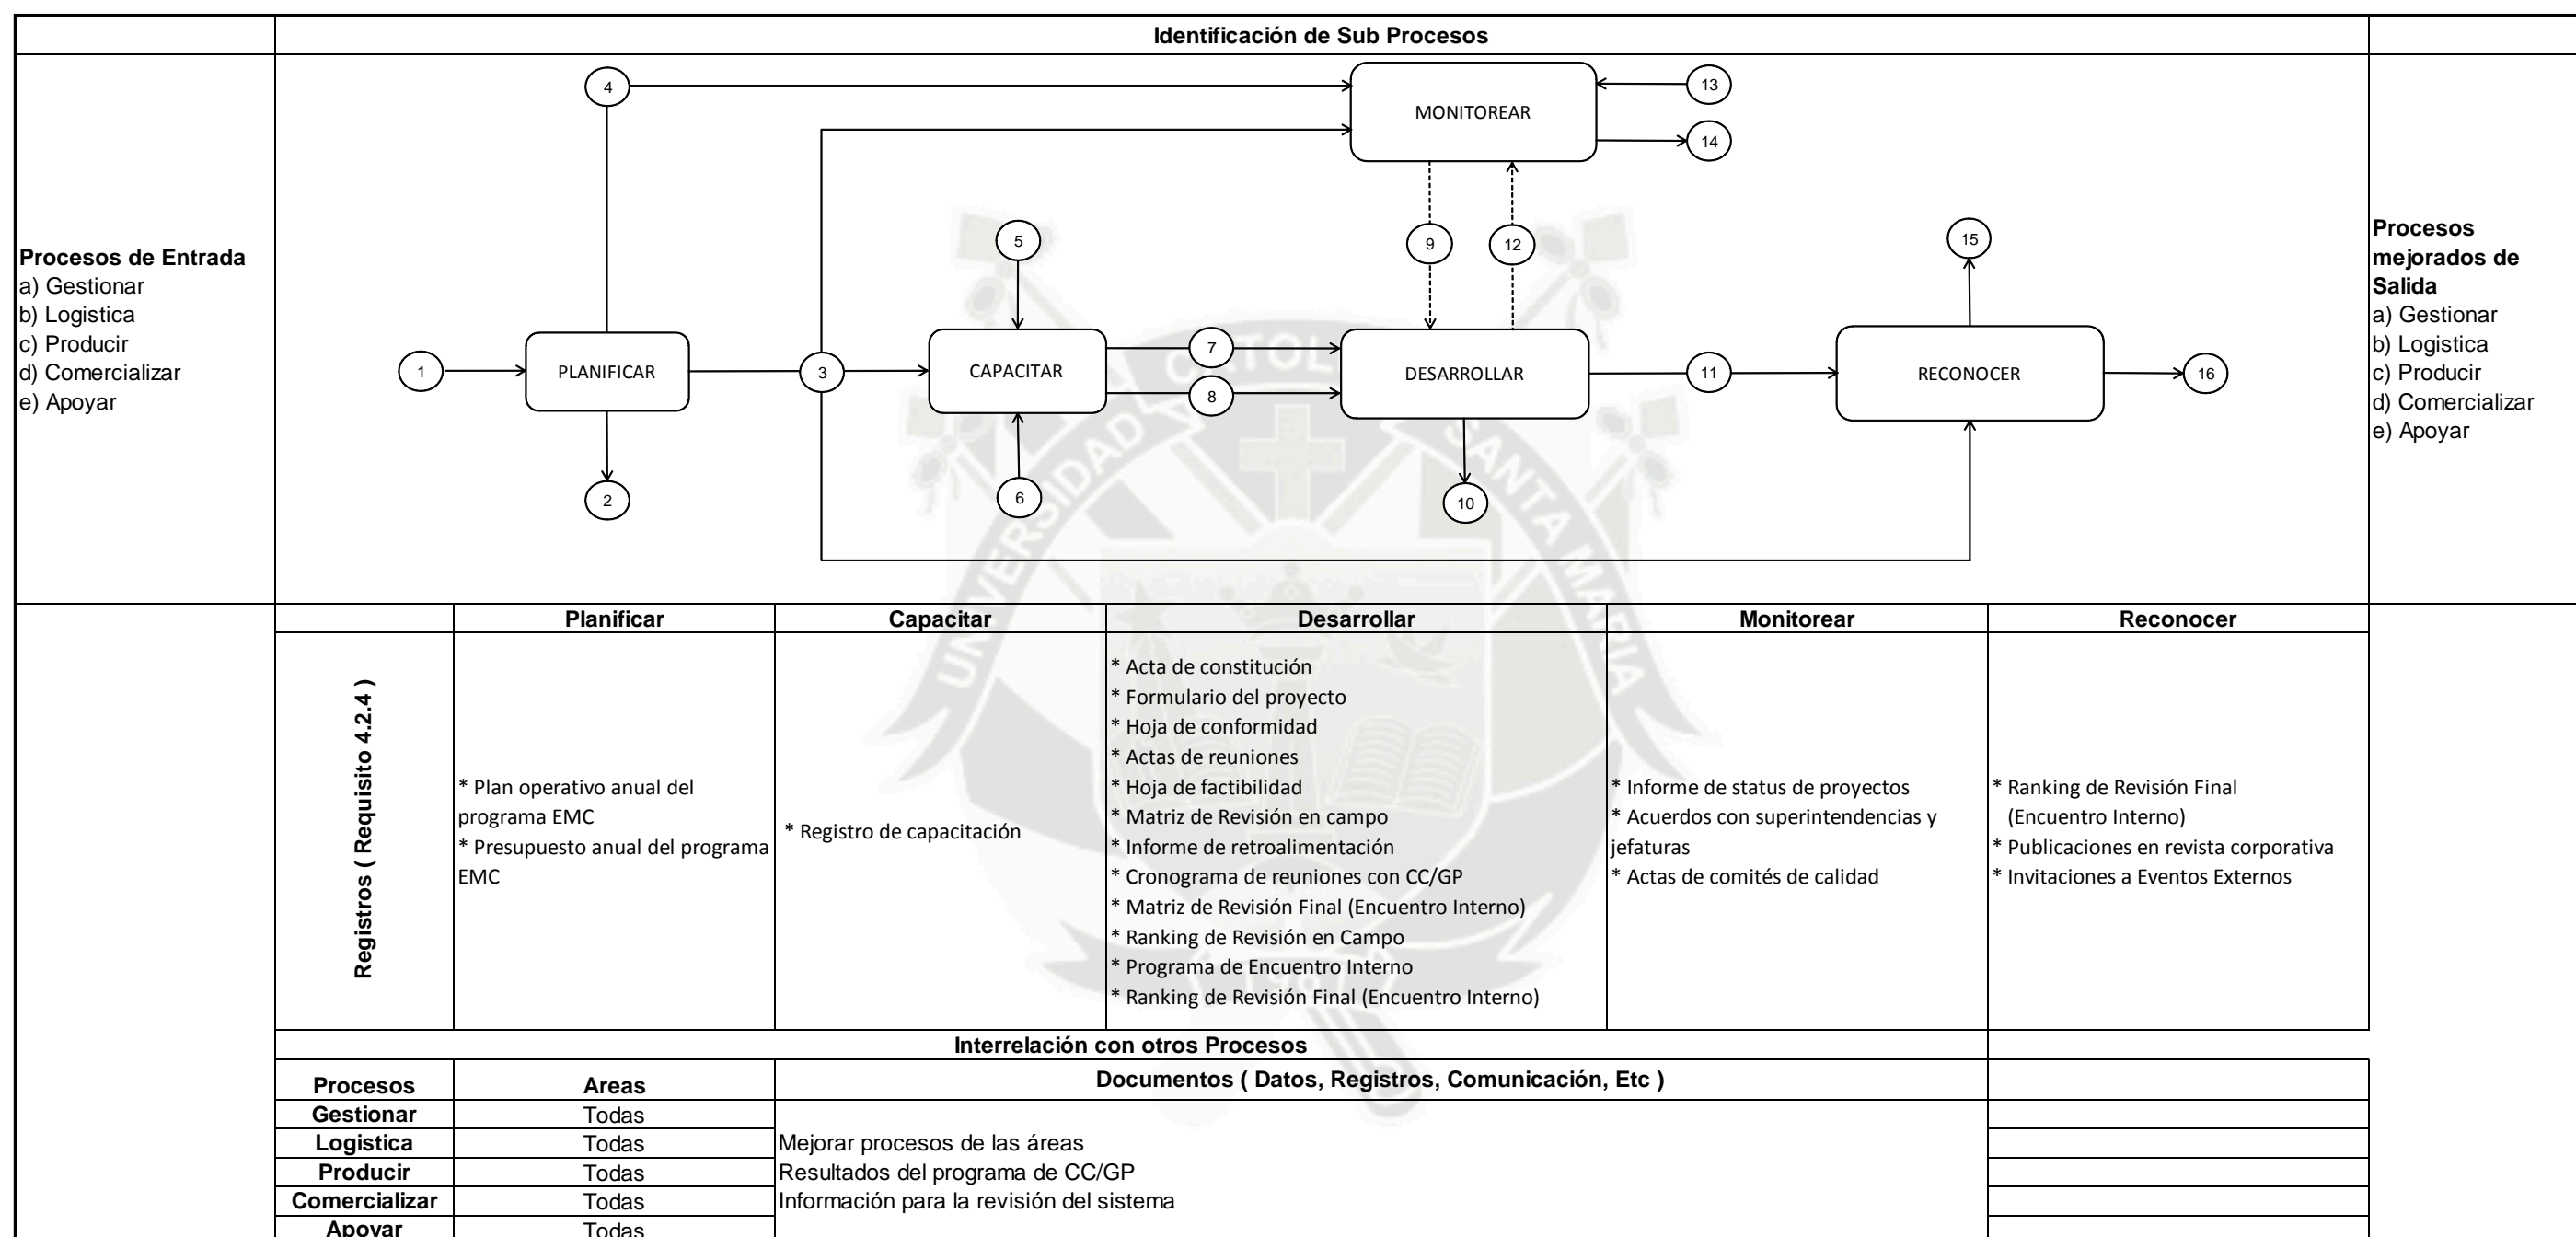 Identificación de Sub Procesos
Procesos de Entrada
a) Gestionar
b) Logistica
c) Producir
d) Comercializar
e) Apoyar
4
MONITOREAR
13
14
5
9
12
15
1
PLANIFICAR
3
CAPACITAR
7
8
DESARROLLAR
11
RECONOCER
16
2
6
10
Procesos
mejorados de
Salida
a) Gestionar
b) Logistica
c) Producir
d) Comercializar
e) Apoyar
UNIVERSIDAD CATOL SANTA MARIA
Planificar
Capacitar
Desarrollar
Monitorear
Reconocer
Registros ( Requisito 4.2.4 )
* Plan operativo anual del
programa EMC
* Presupuesto anual del programa
EMC
* Registro de capacitación
* Acta de constitución
* Formulario del proyecto
* Hoja de conformidad
* Actas de reuniones
* Hoja de factibilidad
* Matriz de Revisión en campo
* Informe de retroalimentación
* Cronograma de reuniones con CC/GP
* Matriz de Revisión Final (Encuentro Interno)
* Ranking de Revisión en Campo
* Programa de Encuentro Interno
* Ranking de Revisión Final (Encuentro Interno)
* Informe de status de proyectos
* Acuerdos con superintendencias y
jefaturas
* Actas de comités de calidad
* Ranking de Revisión Final
(Encuentro Interno)
* Publicaciones en revista corporativa
* Invitaciones a Eventos Externos
Interrelación con otros Procesos
Procesos
Areas
Documentos ( Datos, Registros, Comunicación, Etc )
Gestionar
Todas
Logistica
Todas
Mejorar procesos de las áreas
Producir
Todas
Resultados del programa de CC/GP
Comercializar
Todas
Información para la revisión del sistema
Apoyar
Todas